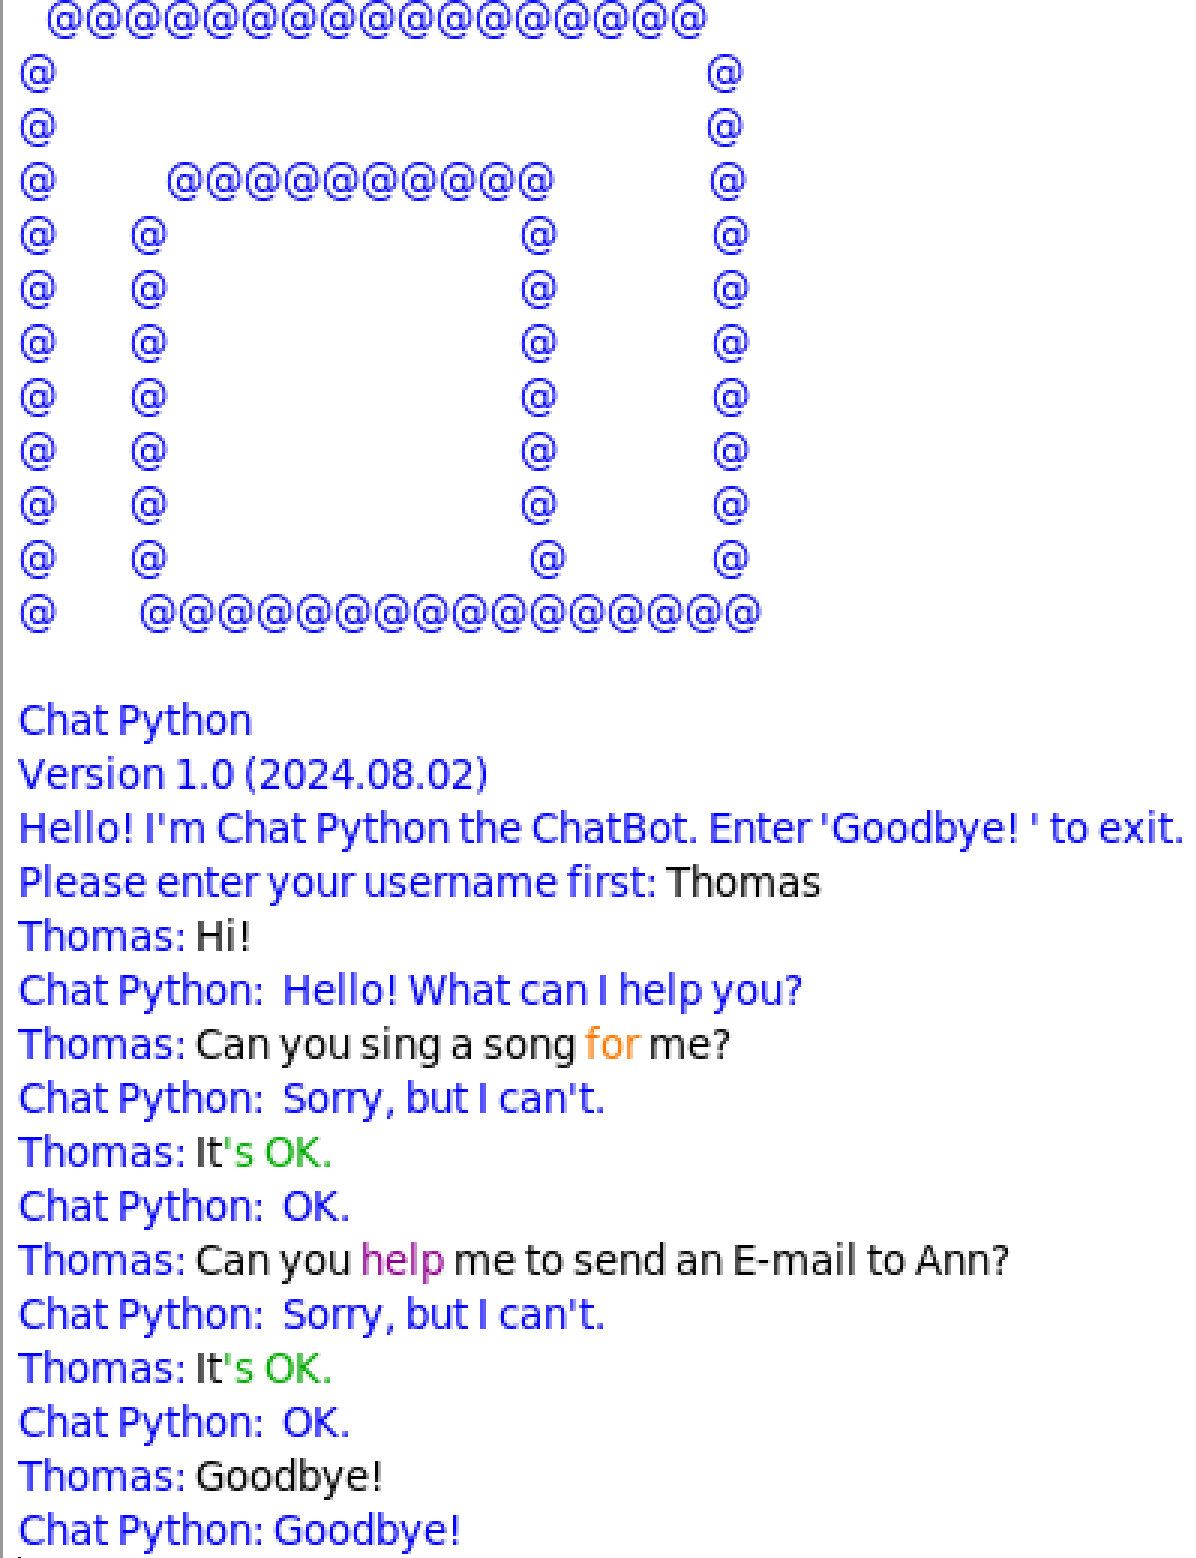 @@@@@@@@@@@@@@@@@
@ @
@ @
@ @@@@@@@@@@ @
@ @ @ @
@ @ @ @
@ @ @ @
@ @ @ @
@ @ @ @
@ @ @ @
@ @ @ @
@ @@@@@@@@@@@@@@@@
Chat Python
Version 1.0 (2024.08.02)
Hello! I'm Chat Python the ChatBot. Enter 'Goodbye! ' to exit.
Please enter your username first: Thomas
Thomas: Hi!
Chat Python:  Hello! What can I help you?
Thomas: Can you sing a song for me?
Chat Python:  Sorry, but I can't.
Thomas: It's OK.
Chat Python:  OK.
Thomas: Can you help me to send an E-mail to Ann?
Chat Python:  Sorry, but I can't.
Thomas: It's OK.
Chat Python:  OK.
Thomas: Goodbye!
Chat Python: Goodbye!